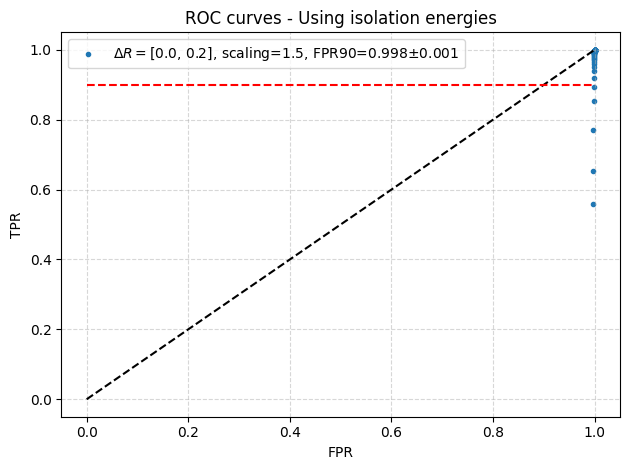 ROC curves - Using isolation energies
ΔR = [0.0, 0.2], scaling=1.5, FPR90=0.998±0.001
1.0
0.8
0.6
0.4
0.2
0.0
TPR
0.0 0.2 0.4 0.6 0.8 1.0
FPR